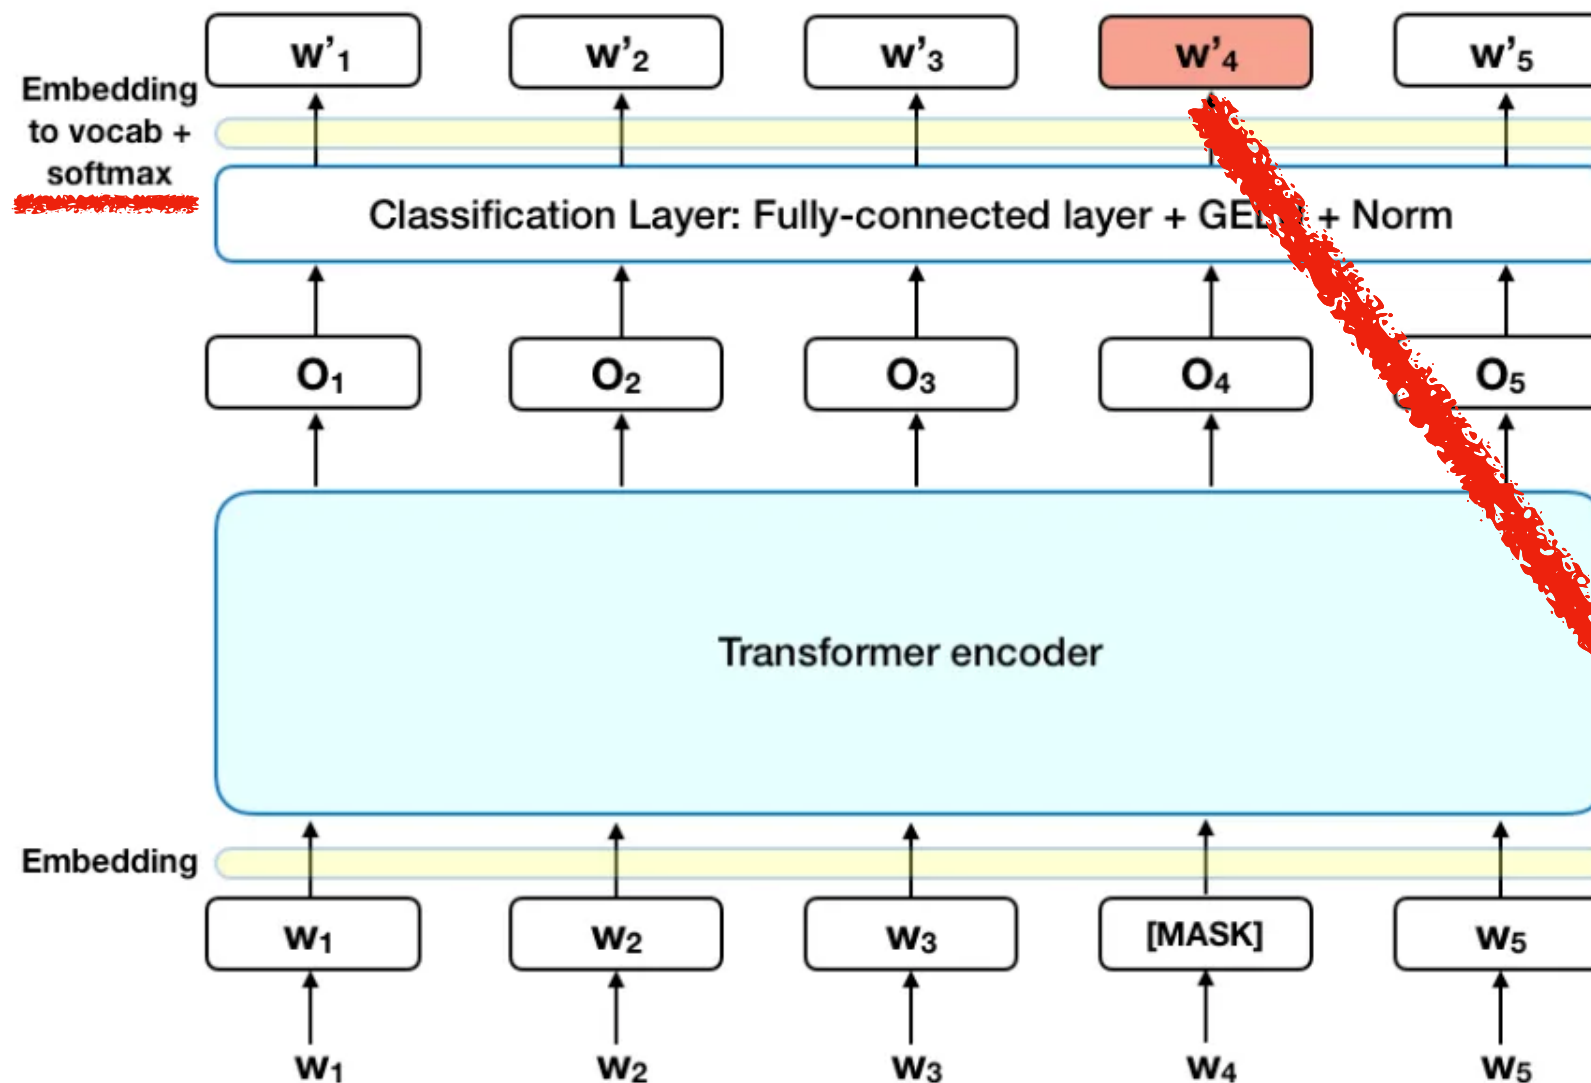 w’₁ w’₂ w’₃ w’₄ w’₅
Embedding
to vocab +
softmax
Classification Layer: Fully-connected layer + GELU + Norm
O₁ O₂ O₃ O₄ O₅
Transformer encoder
Embedding
w₁ w₂ w₃ [MASK] w₅
w₁ w₂ w₃ w₄ w₅